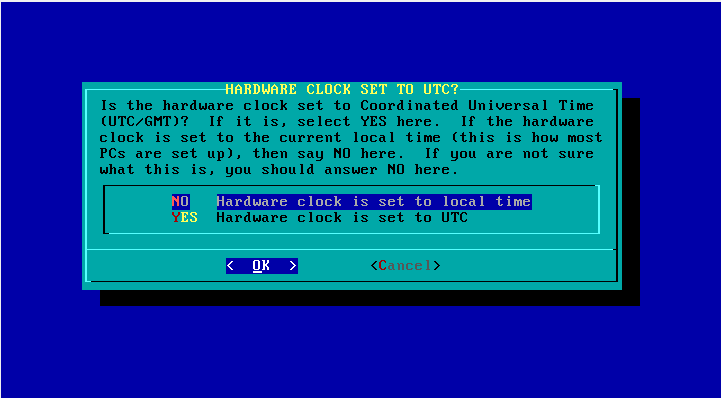 HARDWARE CLOCK SET TO UTC?
Is the hardware clock set to Coordinated Universal Time
(UTC/GMT)?  If it is, select YES here.  If the hardware
clock is set to the current local time (this is how most
PCs are set up), then say NO here.  If you are not sure
what this is, you should answer NO here.
NO   Hardware clock is set to local time
YES  Hardware clock is set to UTC
<  OK  >        <Cancel>